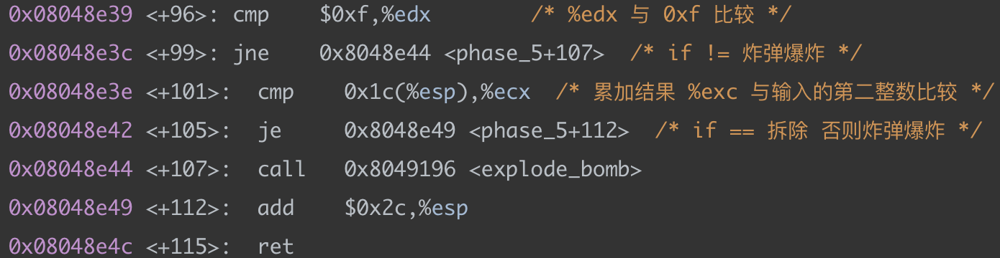 0x08048e39 <+96>: cmp $0xf,%edx /* %edx 与 0xf 比较 */
0x08048e3c <+99>: jne 0x8048e44 <phase_5+107> /* if != 炸弹爆炸 */
0x08048e3e <+101>: cmp 0x1c(%esp),%ecx /* 累加结果 %exc 与输入的第二整数比较 */
0x08048e42 <+105>: je 0x8048e49 <phase_5+112> /* if == 拆除 否则炸弹爆炸 */
0x08048e44 <+107>: call 0x8049196 <explode_bomb>
0x08048e49 <+112>: add $0x2c,%esp
0x08048e4c <+115>: ret